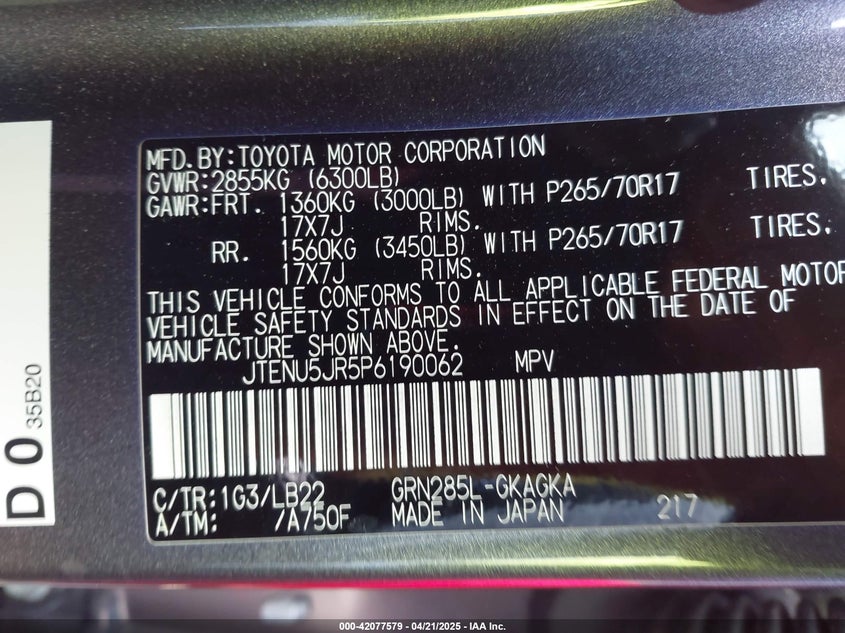 MFD.BY:TOYOTA MOTOR CORPORATION
GVWR:2855KG (6300LB)
GAWR:FRT. 1360KG (3000LB) WITH P265/70R17 TIRES.
17X7J RIMS.
RR. 1560KG (3450LB) WITH P265/70R17 TIRES.
17X7J RIMS.
THIS VEHICLE CONFORMS TO ALL APPLICABLE FEDERAL MOTOR
VEHICLE SAFETY STANDARDS IN EFFECT ON THE DATE OF
MANUFACTURE SHOWN ABOVE.
JTENU5JR5P6190062 MPV
C/TR:1G3/LB22 GRN285L-GKAGKA
A/TM: /A750F MADE IN JAPAN 217
D 0 35B20
000-42077579 | 04/21/2025 - IAA Inc.